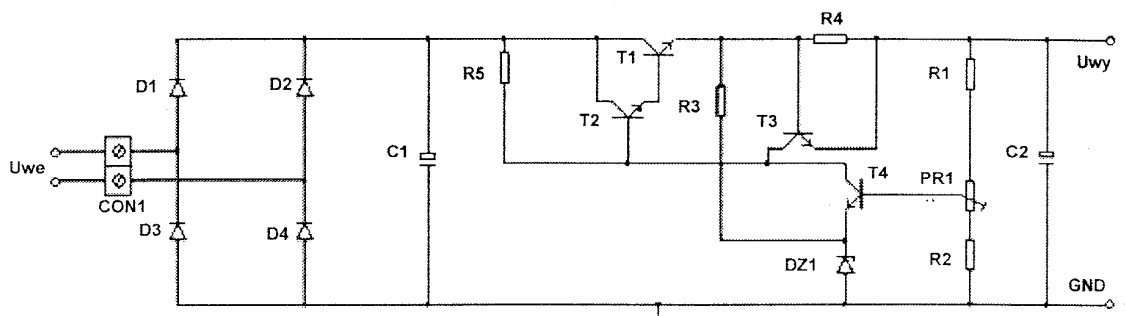 R4
T1
Uwy
D1
D2
R5
R1
R3
T2
T3
C1
C2
Uwe
T4
PR1
CON1
D3
D4
R2
DZ1
GND